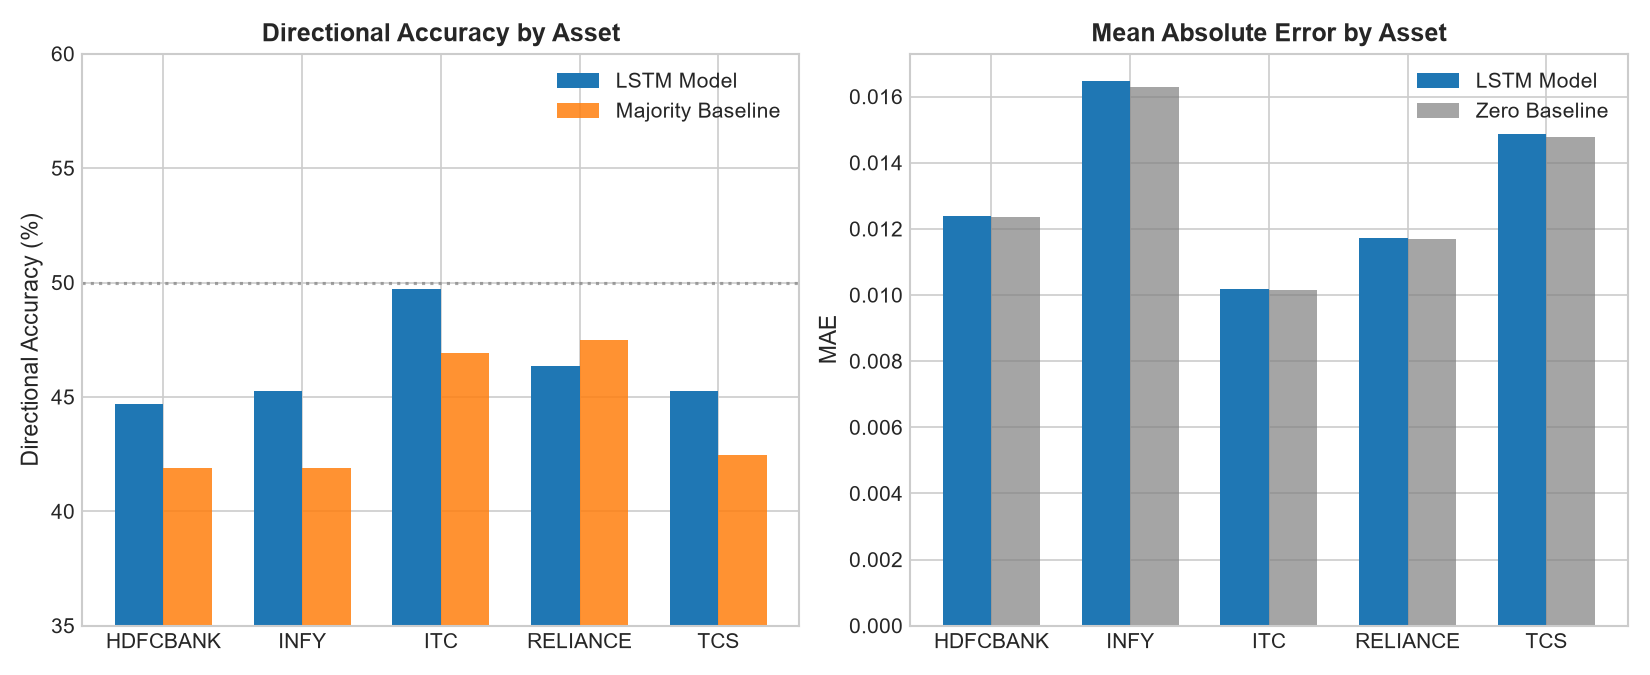 Directional Accuracy by Asset
LSTM Model
Majority Baseline
Directional Accuracy (%)
60
55
50
45
40
35
HDFCBANK INFY ITC RELIANCE TCS
Mean Absolute Error by Asset
LSTM Model
Zero Baseline
MAE
0.016
0.014
0.012
0.010
0.008
0.006
0.004
0.002
0.000
HDFCBANK INFY ITC RELIANCE TCS